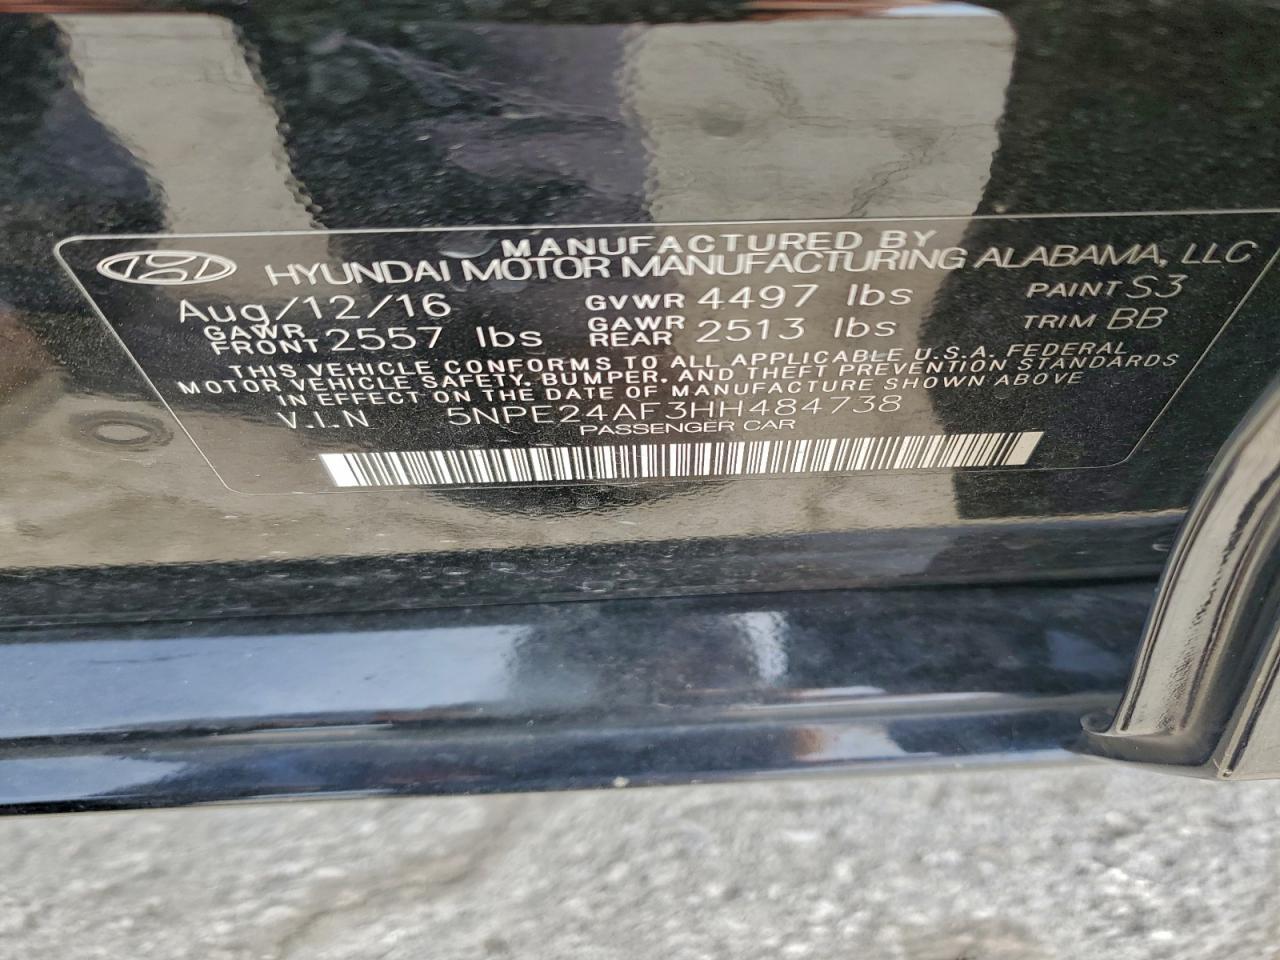 MANUFACTURED BY
HYUNDAI MOTOR MANUFACTURING ALABAMA, LLC
Aug/12/16 GVWR 4497 lbs PAINT S3
GAWR FRONT 2557 lbs GAWR REAR 2513 lbs TRIM BB
THIS VEHICLE CONFORMS TO ALL APPLICABLE U.S.A. FEDERAL
MOTOR VEHICLE SAFETY, BUMPER, AND THEFT PREVENTION STANDARDS
IN EFFECT ON THE DATE OF MANUFACTURE SHOWN ABOVE
V.I.N 5NPE24AF3HH484738
PASSENGER CAR